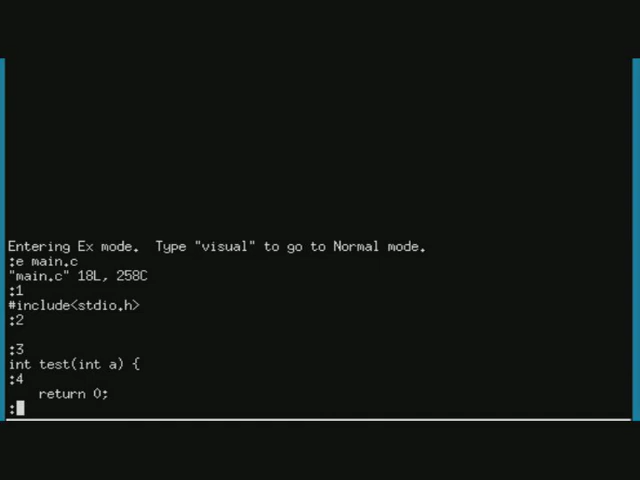 Entering Ex mode.  Type "visual" to go to Normal mode.
:e main.c
"main.c" 18L, 258C
:1
#include<stdio.h>
:2
:3
int test(int a) {
:4
    return 0;
: